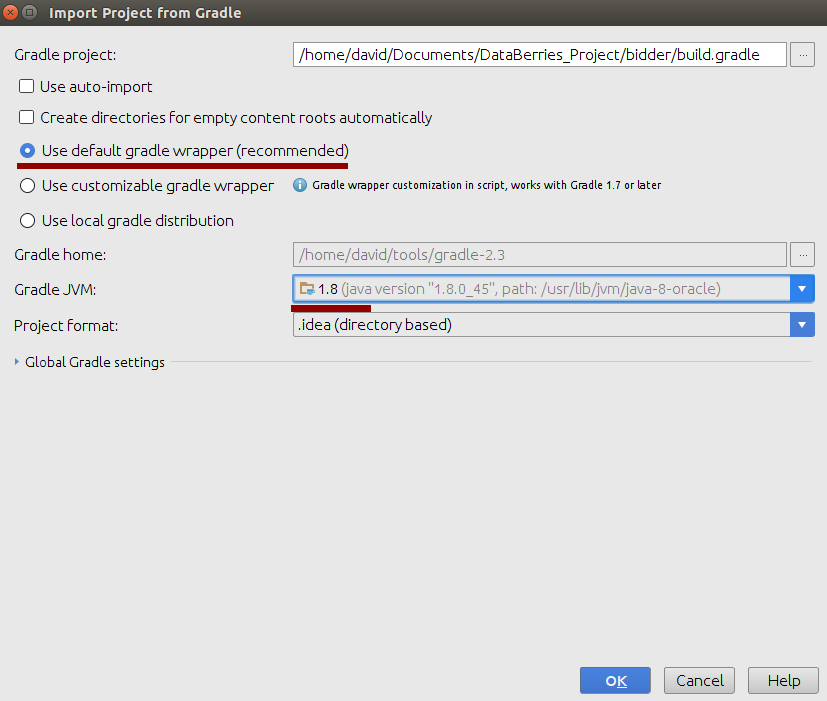 Import Project from Gradle
Gradle project: /home/david/Documents/DataBerries_Project/bidder/build.gradle ...
Use auto-import
Create directories for empty content roots automatically
Use default gradle wrapper (recommended)
Use customizable gradle wrapper Gradle wrapper customization in script, works with Gradle 1.7 or later
Use local gradle distribution
Gradle home: /home/david/tools/gradle-2.3 ...
Gradle JVM: 1.8 (java version "1.8.0_45", path: /usr/lib/jvm/java-8-oracle)
Project format: .idea (directory based)
Global Gradle settings
OK Cancel Help